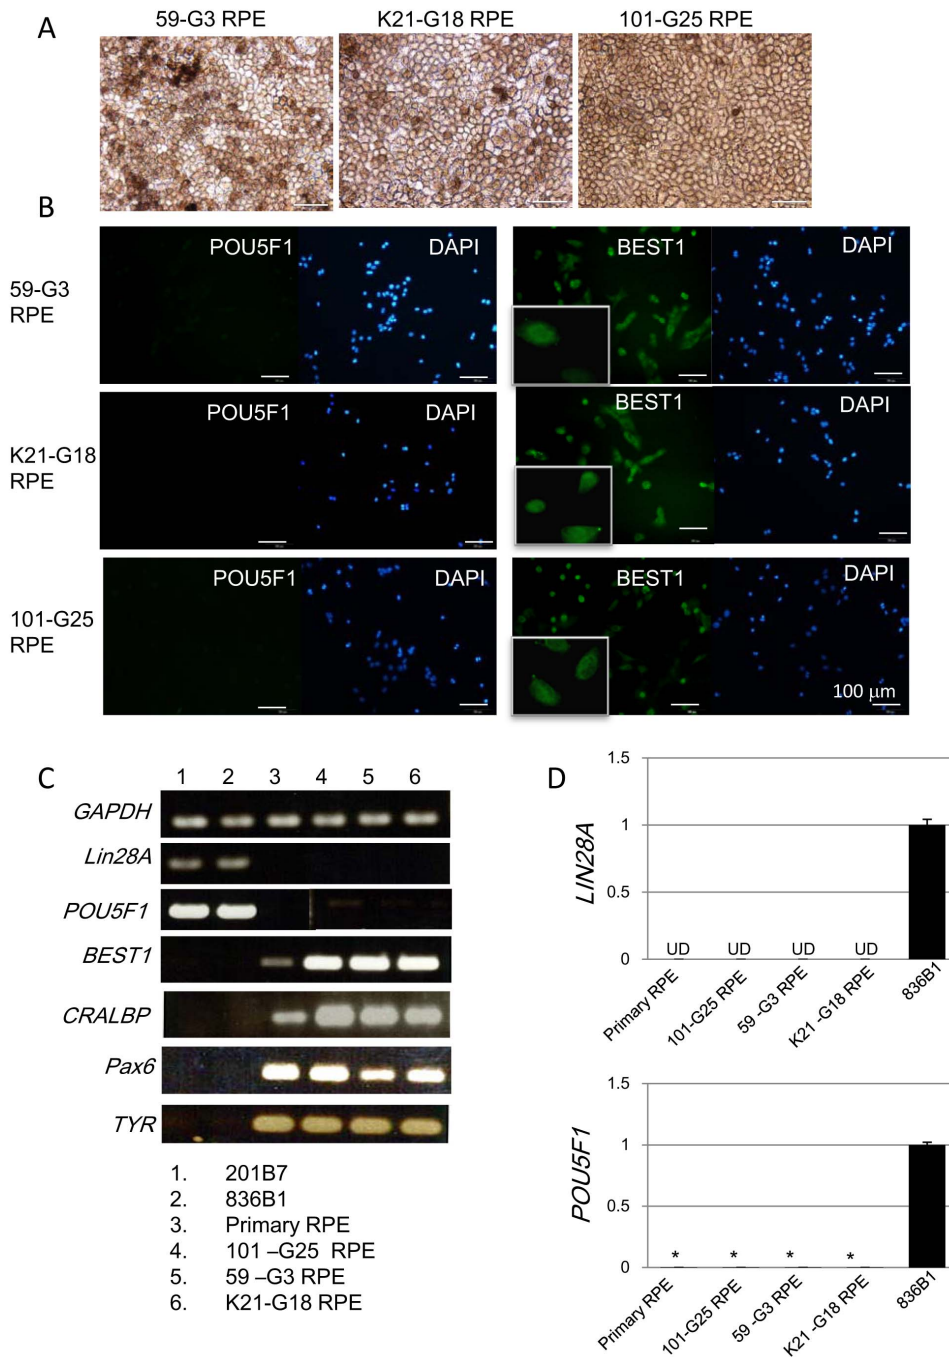 A
59-G3 RPE
K21-G18 RPE
101-G25 RPE
B
59-G3
RPE
POU5F1
DAPI
BEST1
DAPI
K21-G18
RPE
POU5F1
DAPI
BEST1
DAPI
101-G25
RPE
POU5F1
DAPI
BEST1
DAPI
100 µm
C
1 2 3 4 5 6
GAPDH
Lin28A
POU5F1
BEST1
CRALBP
Pax6
TYR
1. 201B7
2. 836B1
3. Primary RPE
4. 101 –G25 RPE
5. 59 –G3 RPE
6. K21-G18 RPE
D
LIN28A
1.5
1
0.5
0
UD UD UD UD
Primary RPE
101-G25 RPE
59 -G3 RPE
K21 -G18 RPE
836B1
POU5F1
1.5
1
0.5
0
* * * *
Primary RPE
101-G25 RPE
59 -G3 RPE
K21 -G18 RPE
836B1